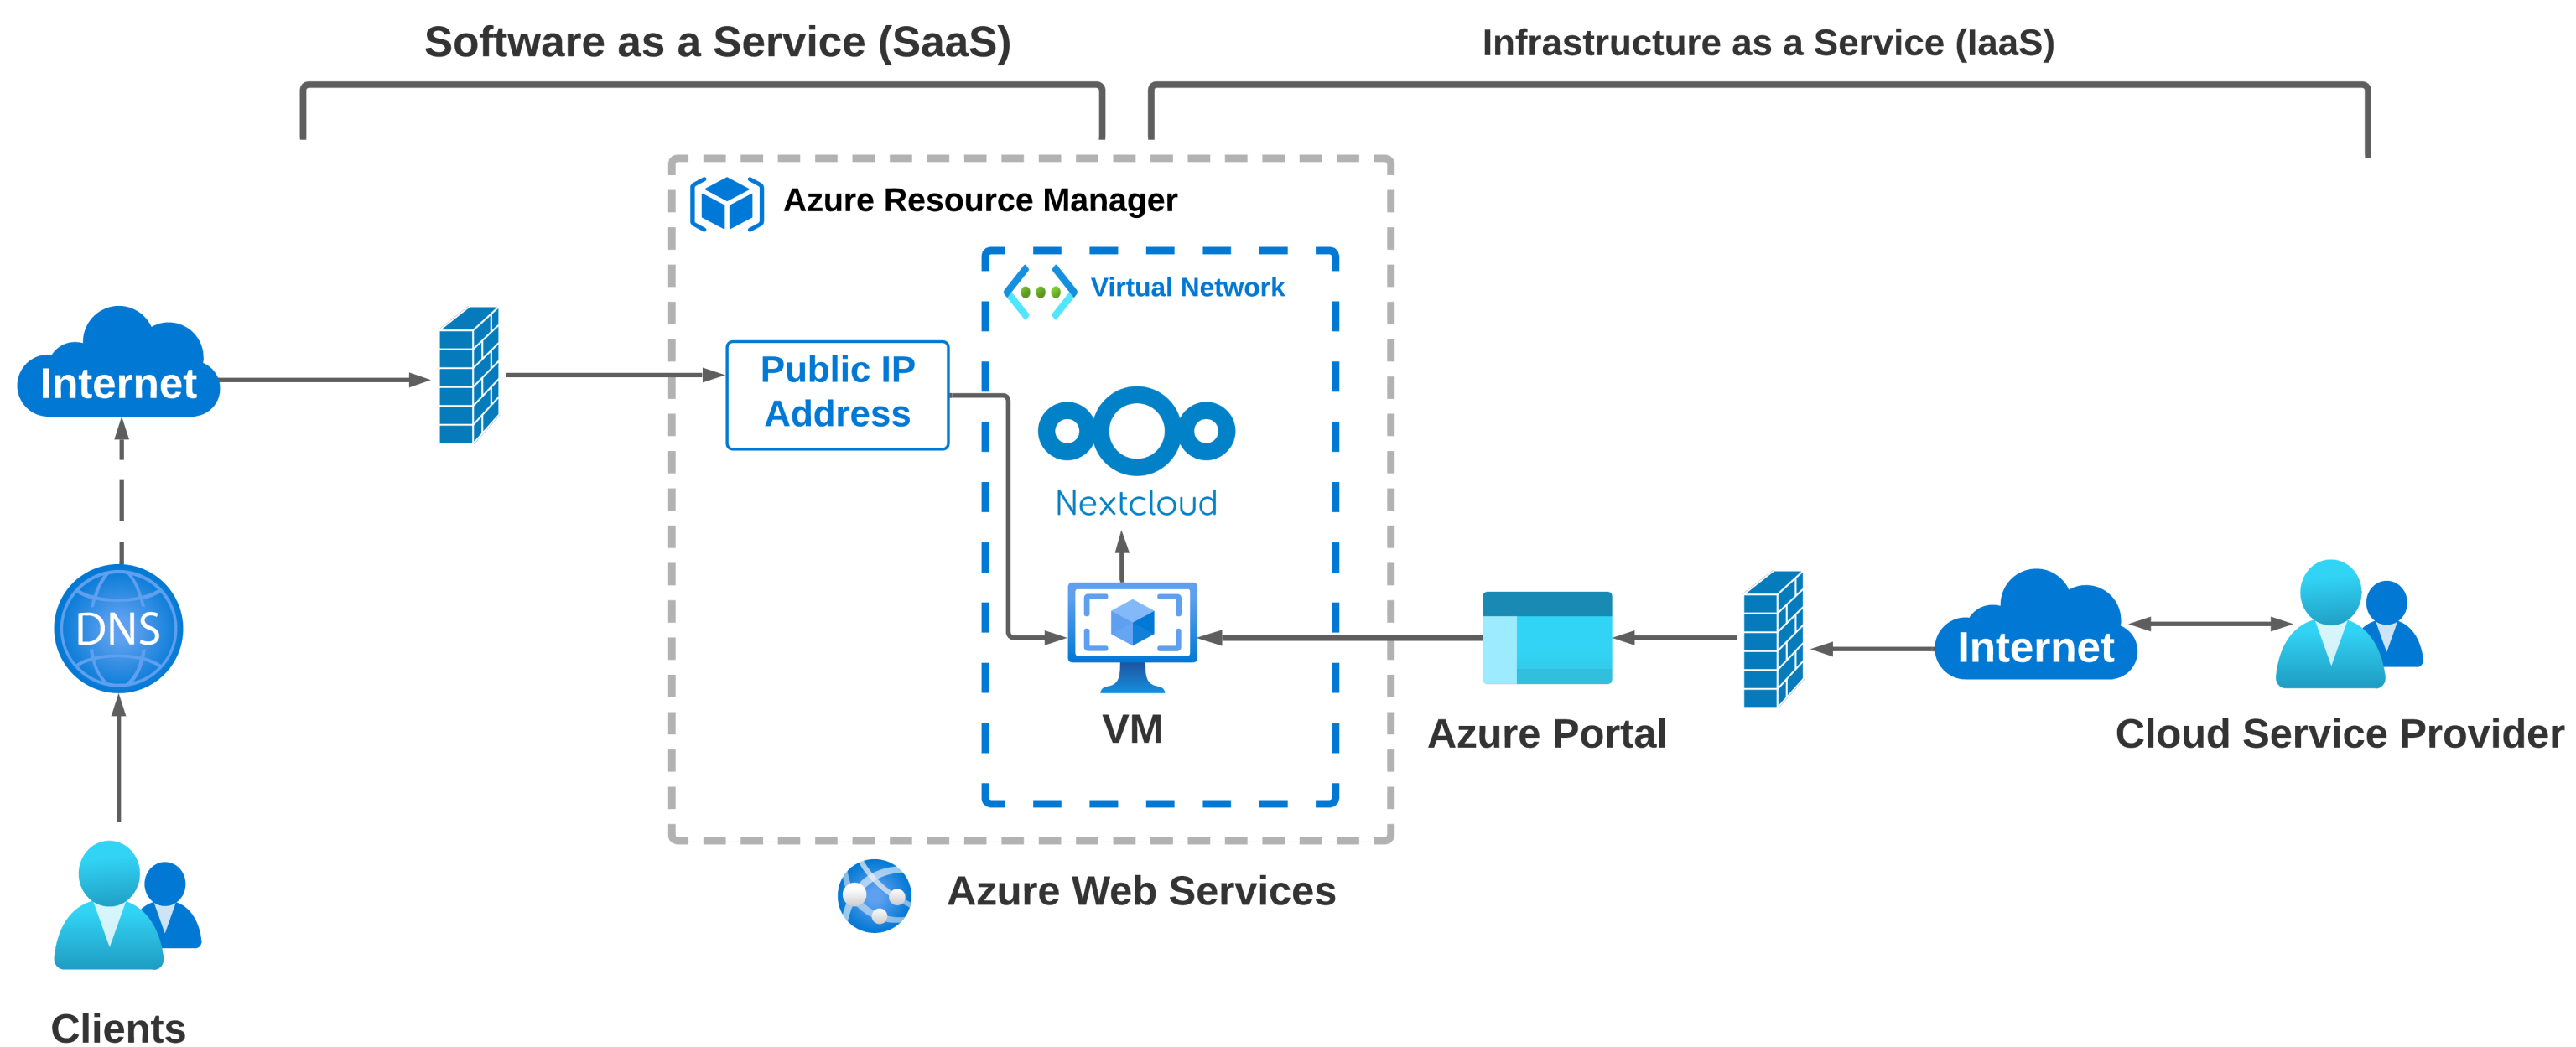 Software as a Service (SaaS)
Infrastructure as a Service (IaaS)
Azure Resource Manager
Virtual Network
Internet
Public IP
Address
Nextcloud
DNS
Internet
VM
Azure Portal
Cloud Service Provider
Azure Web Services
Clients